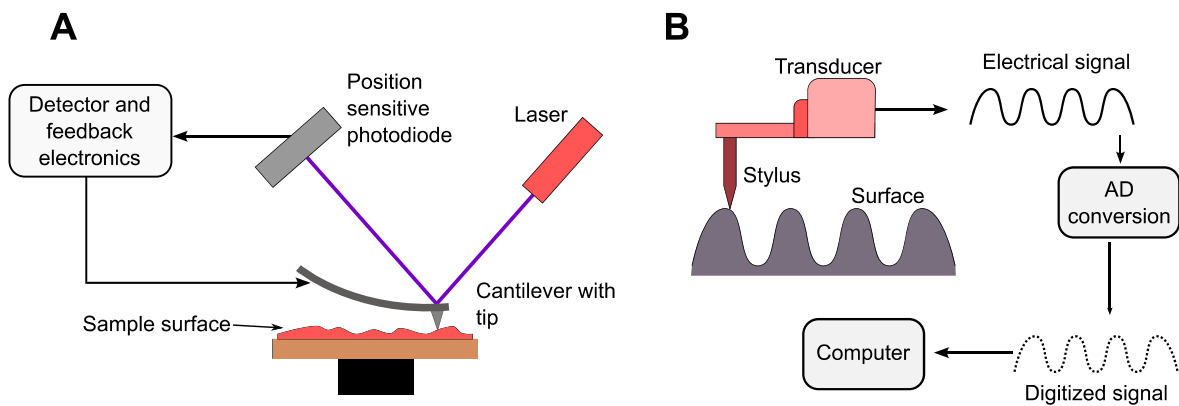 A
Detector and
feedback
electronics
Position
sensitive
photodiode
Laser
Cantilever with
tip
Sample surface
B
Transducer
Electrical signal
Stylus
Surface
AD
conversion
Computer
Digitized signal